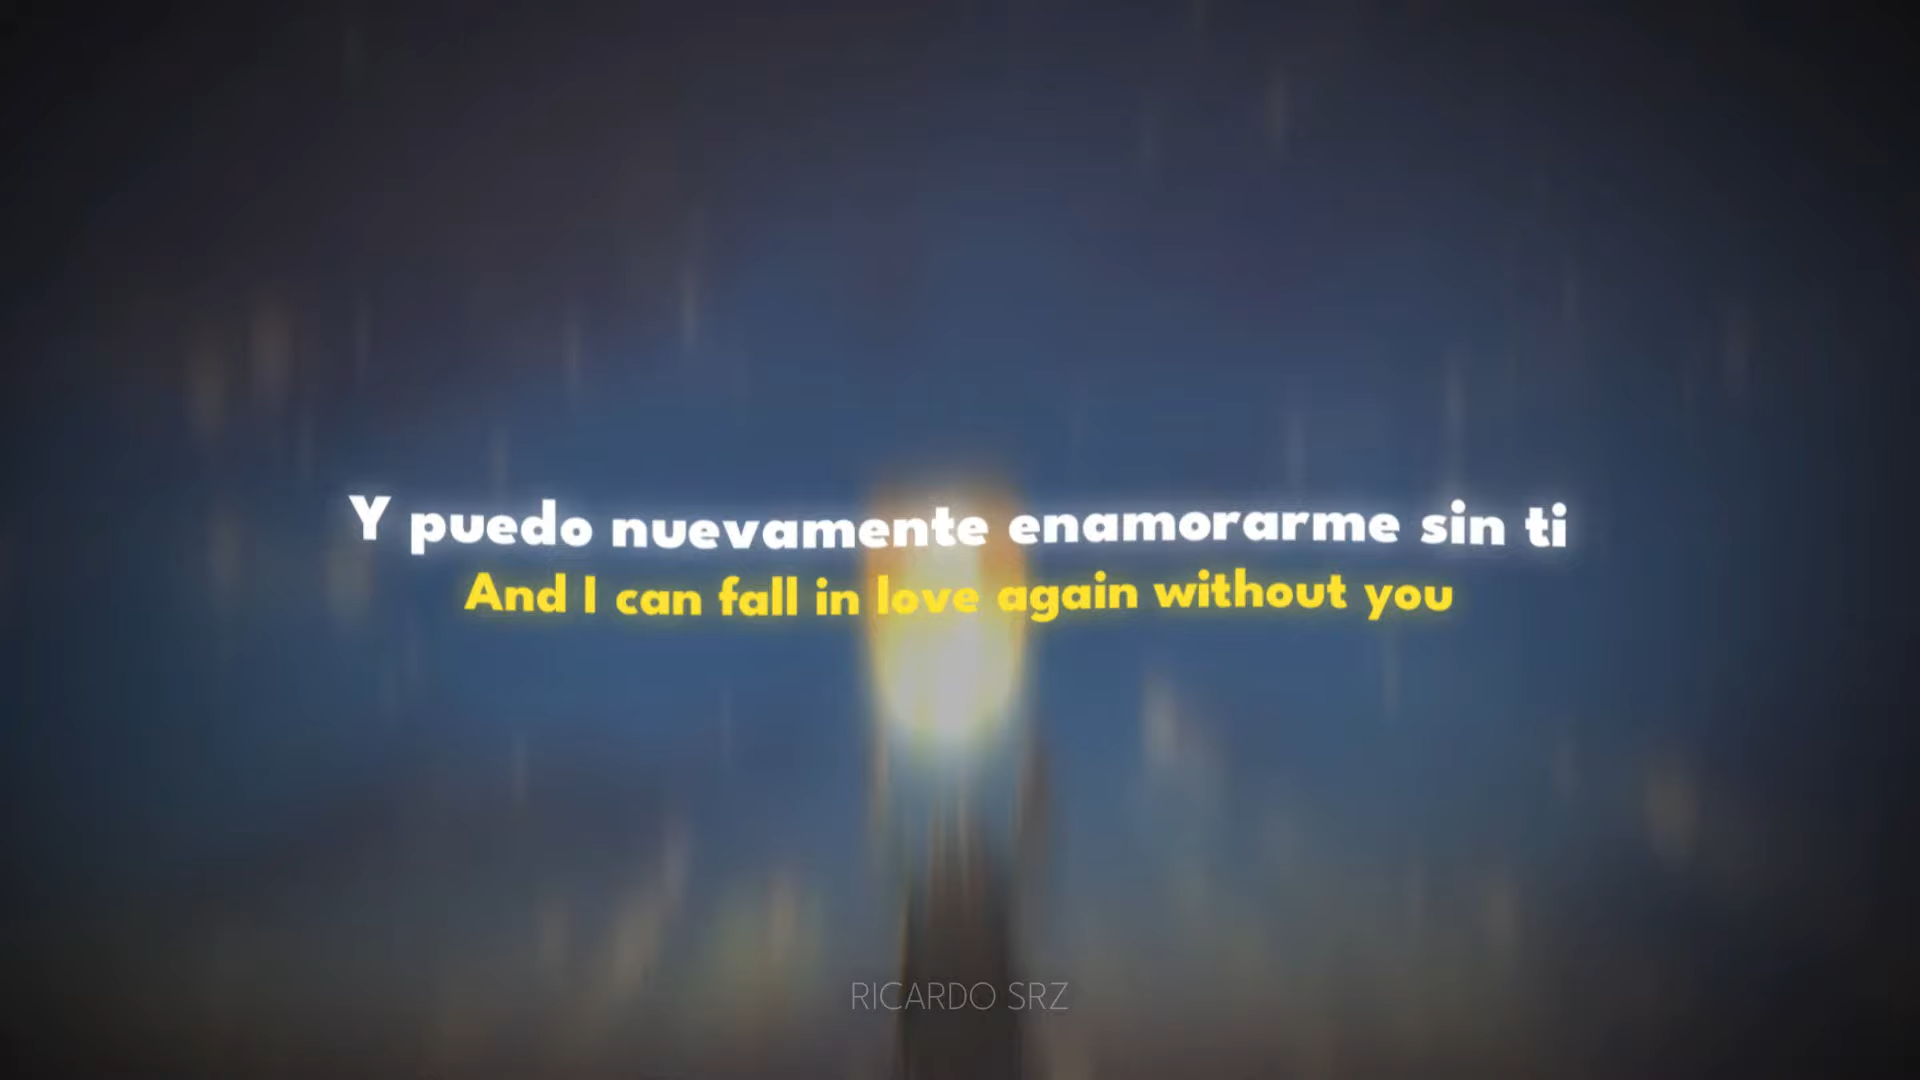 Y puedo nuevamente enamorarme sin ti
And I can fall in love again without you
RICARDO SRZ